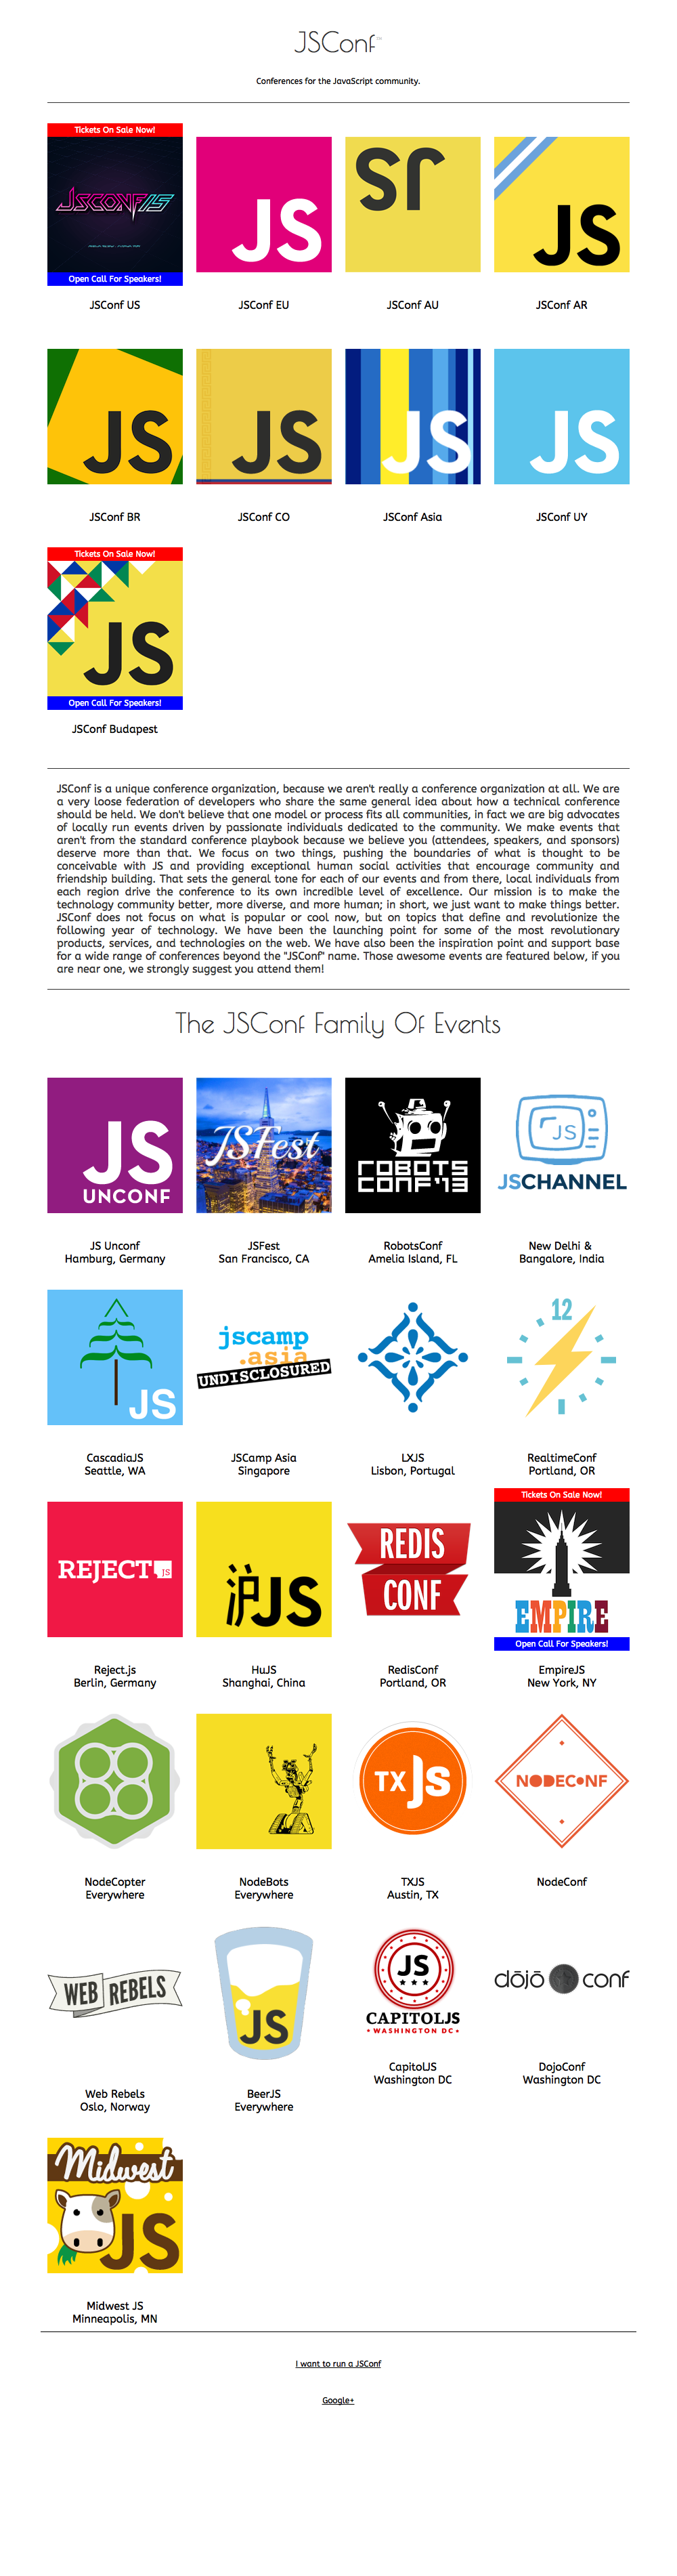 JSConf™
Conferences for the JavaScript community.
Tickets On Sale Now!
JSCONF15
Open Call For Speakers!
JS
JS
JS
JSConf US
JSConf EU
JSConf AU
JSConf AR
JS
JS
JS
JS
JSConf BR
JSConf CO
JSConf Asia
JSConf UY
Tickets On Sale Now!
JS
Open Call For Speakers!
JSConf Budapest
JSConf is a unique conference organization, because we aren't really a conference organization at all. We are
a very loose federation of developers who share the same general idea about how a technical conference
should be held. We don't believe that one model or process fits all communities, in fact we are big advocates
of locally run events driven by passionate individuals dedicated to the community. We make events that
aren't from the standard conference playbook because we believe you (attendees, speakers, and sponsors)
deserve more than that. We focus on two things, pushing the boundaries of what is thought to be
conceivable with JS and providing exceptional human social activities that encourage community and
friendship building. That sets the general tone for each of our events and from there, local individuals from
each region drive the conference to its own incredible level of excellence. Our mission is to make the
technology community better, more diverse, and more human; in short, we just want to make things better.
JSConf does not focus on what is popular or cool now, but on topics that define and revolutionize the
following year of technology. We have been the launching point for some of the most revolutionary
products, services, and technologies on the web. We have also been the inspiration point and support base
for a wide range of conferences beyond the "JSConf" name. Those awesome events are featured below, if you
are near one, we strongly suggest you attend them!
The JSConf Family Of Events
JS
UNCONF
JSFest
ROBOTS
CONF'13
JS
JSCHANNEL
JS Unconf
Hamburg, Germany
JSFest
San Francisco, CA
RobotsConf
Amelia Island, FL
New Delhi &
Bangalore, India
JS
jscamp
.asia
UNDISCLOSURED
12
CascadiaJS
Seattle, WA
JSCamp Asia
Singapore
LXJS
Lisbon, Portugal
RealtimeConf
Portland, OR
REJECT JS
沪JS
REDIS
CONF
Tickets On Sale Now!
EMPIRE
Open Call For Speakers!
Reject.js
Berlin, Germany
HuJS
Shanghai, China
RedisConf
Portland, OR
EmpireJS
New York, NY
TX JS
NODECONF
NodeCopter
Everywhere
NodeBots
Everywhere
TXJS
Austin, TX
NodeConf
WEB REBELS
JS
JS
CAPITOLJS
WASHINGTON DC
dōjō conf
Web Rebels
Oslo, Norway
BeerJS
Everywhere
CapitolJS
Washington DC
DojoConf
Washington DC
Midwest
JS
Midwest JS
Minneapolis, MN
I want to run a JSConf
Google+